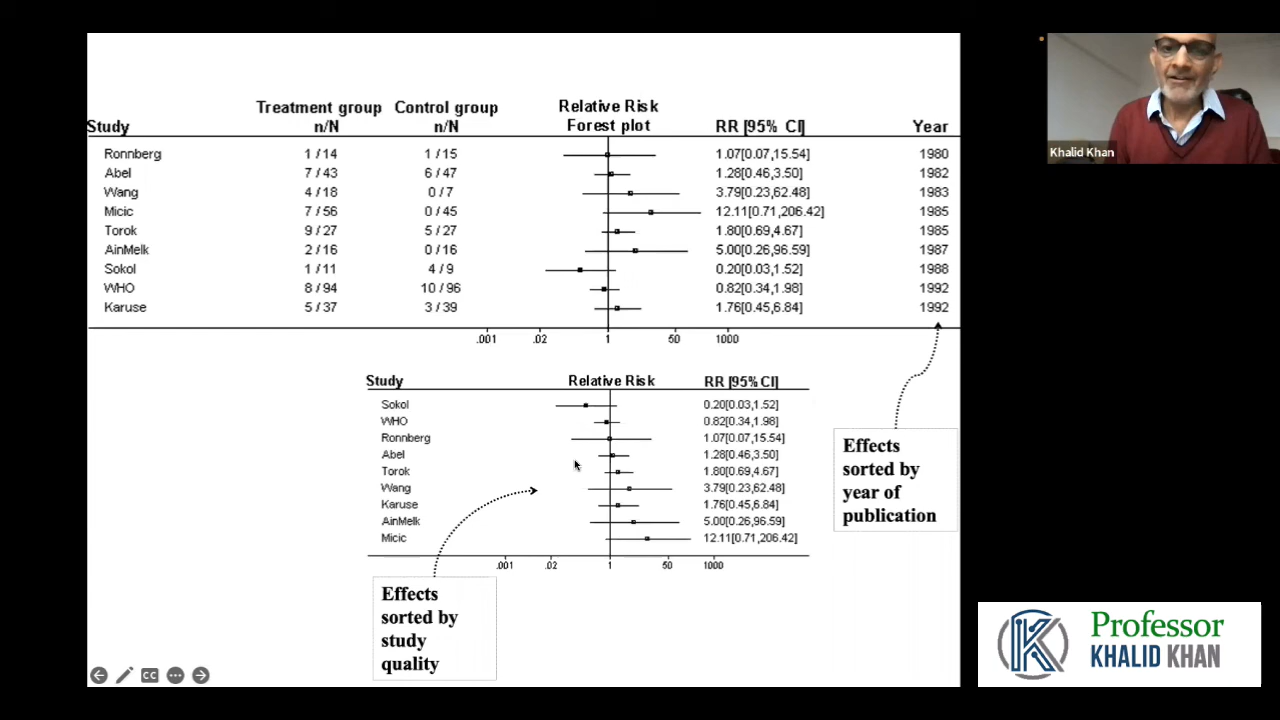 Treatment group Control group Relative Risk
Study n/N n/N Forest plot RR [95% CI] Year
Ronnberg 1 / 14 1 / 15 1.07[0.07,15.54] 1980
Abel 7 / 43 6 / 47 1.28[0.46,3.50] 1982
Wang 4 / 18 0 / 7 3.79[0.23,62.48] 1983
Micic 7 / 56 0 / 45 12.11[0.71,206.42] 1985
Torok 9 / 27 5 / 27 1.80[0.69,4.67] 1985
AinMelk 2 / 16 0 / 16 5.00[0.26,96.59] 1987
Sokol 1 / 11 4 / 9 0.20[0.03,1.52] 1988
WHO 8 / 94 10 / 96 0.82[0.34,1.98] 1992
Karuse 5 / 37 3 / 39 1.76[0.45,6.84] 1992
.001 .02 1 50 1000
Study Relative Risk RR [95%CI]
Sokol 0.20[0.03,1.52]
WHO 0.82[0.34,1.98]
Ronnberg 1.07[0.07,15.54]
Abel 1.28[0.46,3.50]
Torok 1.80[0.69,4.67]
Wang 3.79[0.23,62.48]
Karuse 1.76[0.45,6.84]
AinMelk 5.00[0.26,96.59]
Micic 12.11[0.71,206.42]
.001 .02 1 50 1000
Effects
sorted by
year of
publication
Effects
sorted by
study
quality
CC
Khalid Khan
Professor
KHALID KHAN